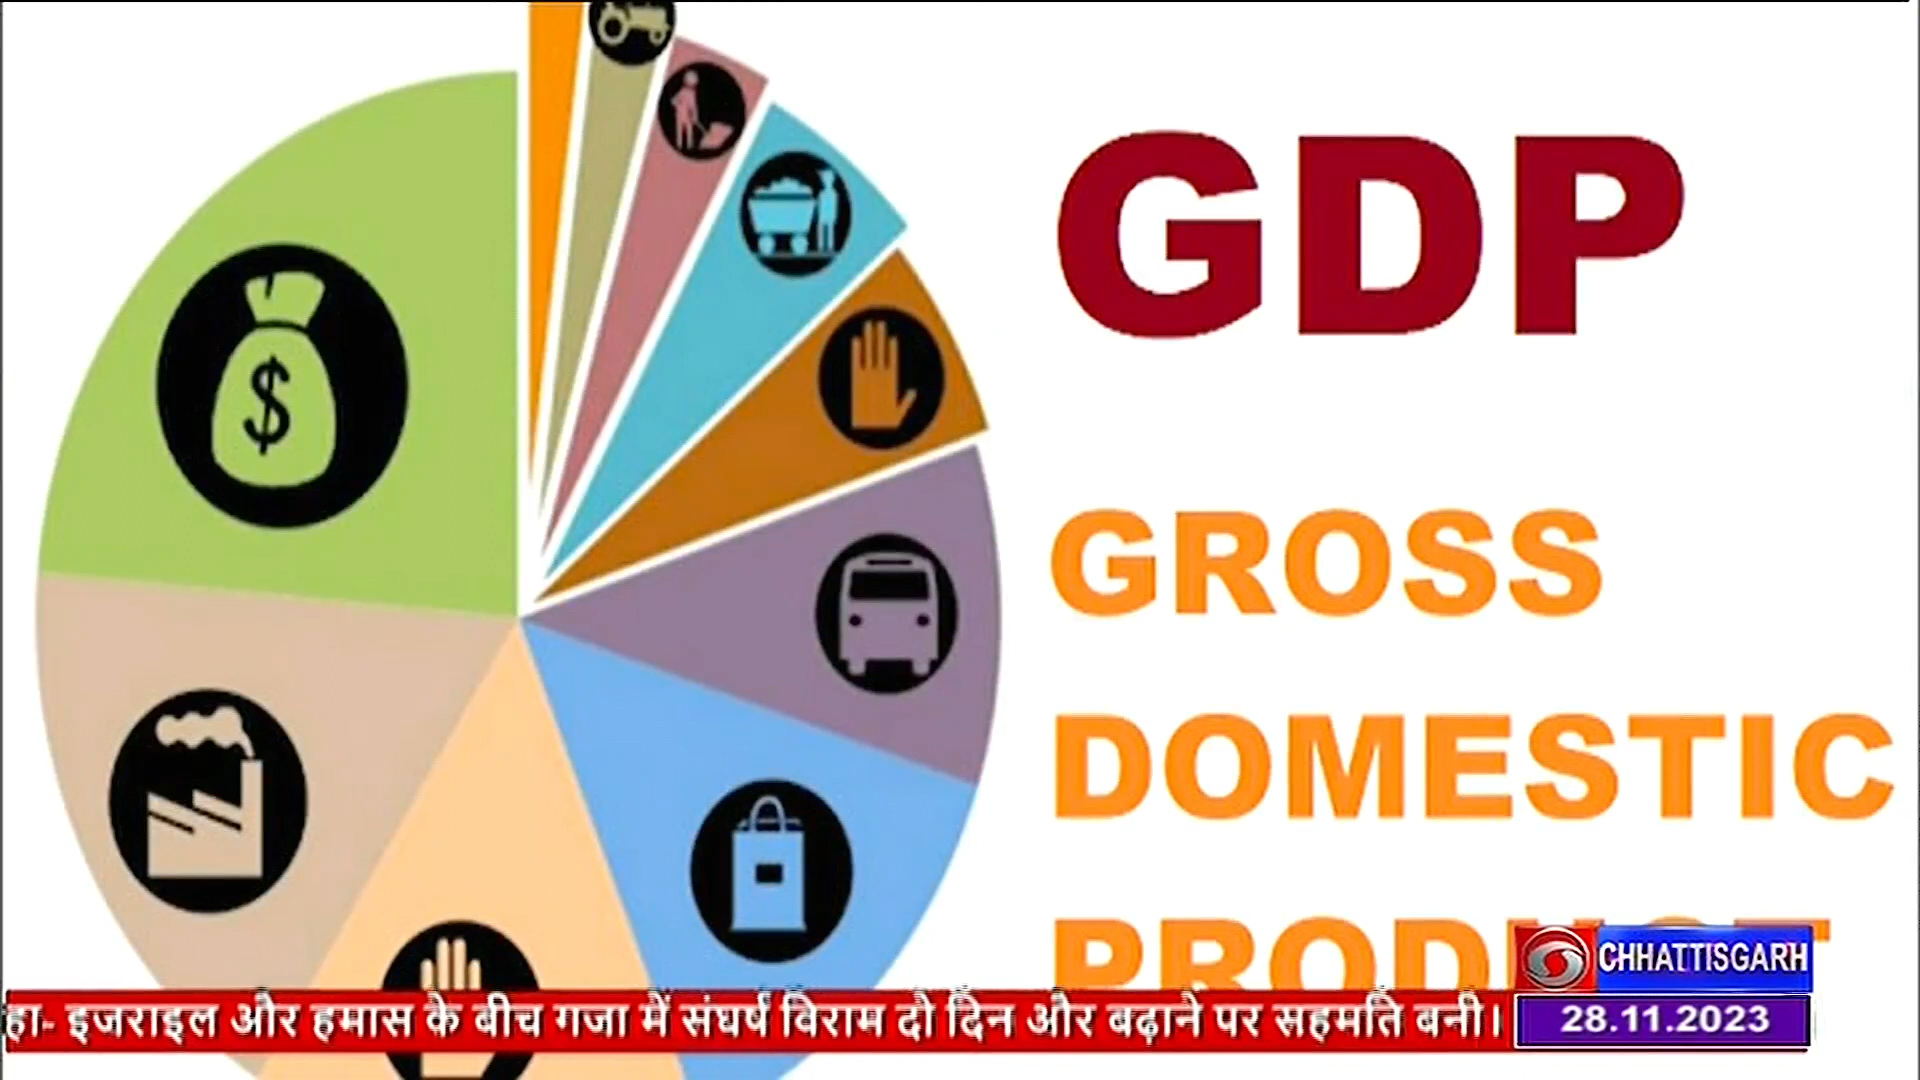 GDP
GROSS
DOMESTIC
$
CHHATTISGARH
हा- इजराइल और हमास के बीच गजा में संघर्ष विराम दो दिन और बढ़ाने पर सहमति बनी।
28.11.2023